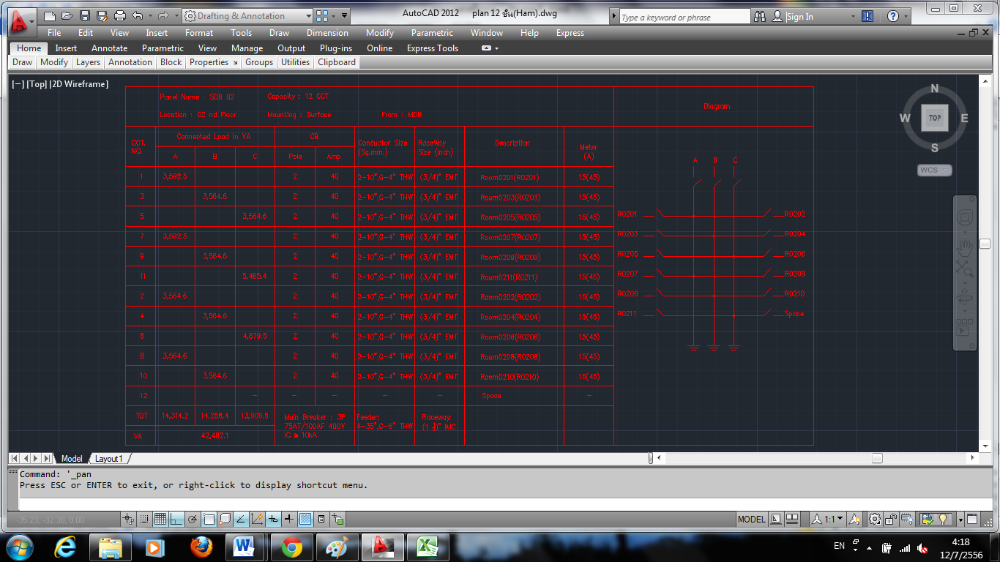 Drafting & Annotation
AutoCAD 2012 plan 12 ชั้น(Ham).dwg
Type a keyword or phrase
Sign In
File Edit View Insert Format Tools Draw Dimension Modify Parametric Window Help Express
Home Insert Annotate Parametric View Manage Output Plug-ins Online Express Tools
Draw Modify Layers Annotation Block Properties Groups Utilities Clipboard
[−] [Top] [2D Wireframe]
Panel Name : SDB 02 Capacity : 12 CCT
Location : 02 nd Floor Mounting : Surface From : MDB
Diagram
CCT. NO. Connected Load In VA CB Conductor Size (Sq.mm.) RaceWay Size (Inch) Description Meter (A)
A B C Pole Amp
1 3,592.5 2 40 2-10",G-4" THW (3/4)" EMT Room0201(R0201) 15(45)
3 3,564.6 2 40 2-10",G-4" THW (3/4)" EMT Room0203(R0203) 15(45)
5 3,564.6 2 40 2-10",G-4" THW (3/4)" EMT Room0205(R0205) 15(45)
7 3,592.5 2 40 2-10",G-4" THW (3/4)" EMT Room0207(R0207) 15(45)
9 3,564.6 2 40 2-10",G-4" THW (3/4)" EMT Room0209(R0209) 15(45)
11 5,465.4 2 40 2-10",G-4" THW (3/4)" EMT Room0211(R0211) 15(45)
2 3,564.6 2 40 2-10",G-4" THW (3/4)" EMT Room0202(R0202) 15(45)
4 3,564.6 2 40 2-10",G-4" THW (3/4)" EMT Room0204(R0204) 15(45)
6 4,879.5 2 40 2-10",G-4" THW (3/4)" EMT Room0206(R0206) 15(45)
8 3,564.6 2 40 2-10",G-4" THW (3/4)" EMT Room0208(R0208) 15(45)
10 3,564.6 2 40 2-10",G-4" THW (3/4)" EMT Room0210(R0210) 15(45)
12 - - - - - Space -
TOT 14,314.2 14,258.4 13,909.5
VA 42,482.1
Main Breaker : 3P
75AT/100AF 400V
IC ≥ 10kA
Feeder:
4-35",G-6" THW
Raceway:
(1 )" IMC
A B C
R0201 R0202
R0203 R0204
R0205 R0206
R0207 R0208
R0209 R0210
R0211 Space
N
W TOP E
S
WCS
Model Layout1
Command: '_pan
Press ESC or ENTER to exit, or right-click to display shortcut menu.
-35.23, -32.38, 0.00
MODEL 1:1
EN 4:18
12/7/2556